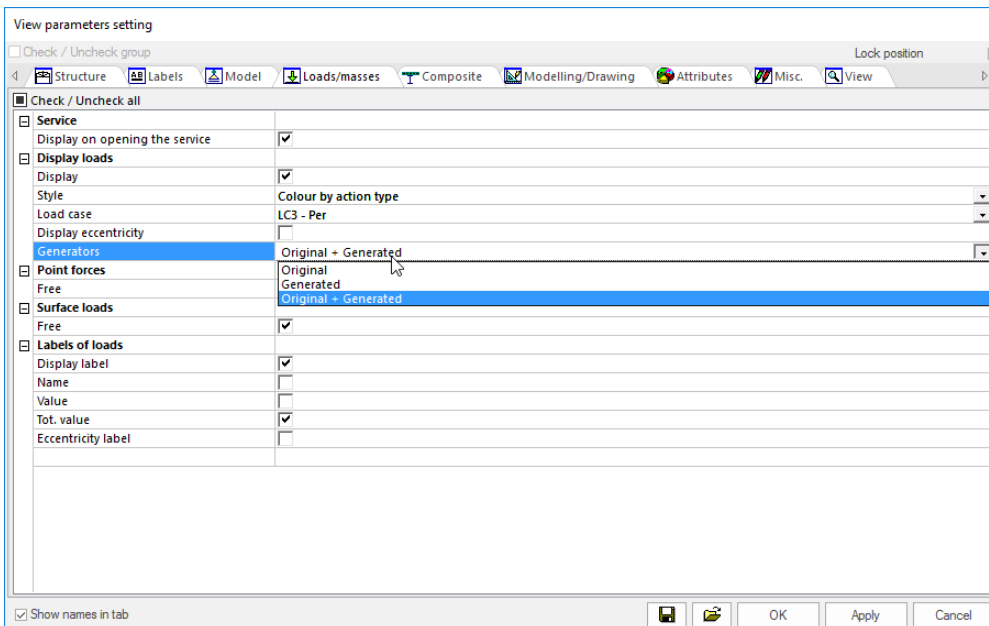 View parameters setting
Check / Uncheck group
Lock position
Structure
Labels
Model
Loads/masses
Composite
Modelling/Drawing
Attributes
Misc.
View
Check / Uncheck all
Service
Display on opening the service
Display loads
Display
Style Colour by action type
Load case LC3 - Per
Display eccentricity
Generators Original + Generated
Original
Generated
Original + Generated
Point forces
Free
Surface loads
Free
Labels of loads
Display label
Name
Value
Tot. value
Eccentricity label
Show names in tab
OK
Apply
Cancel